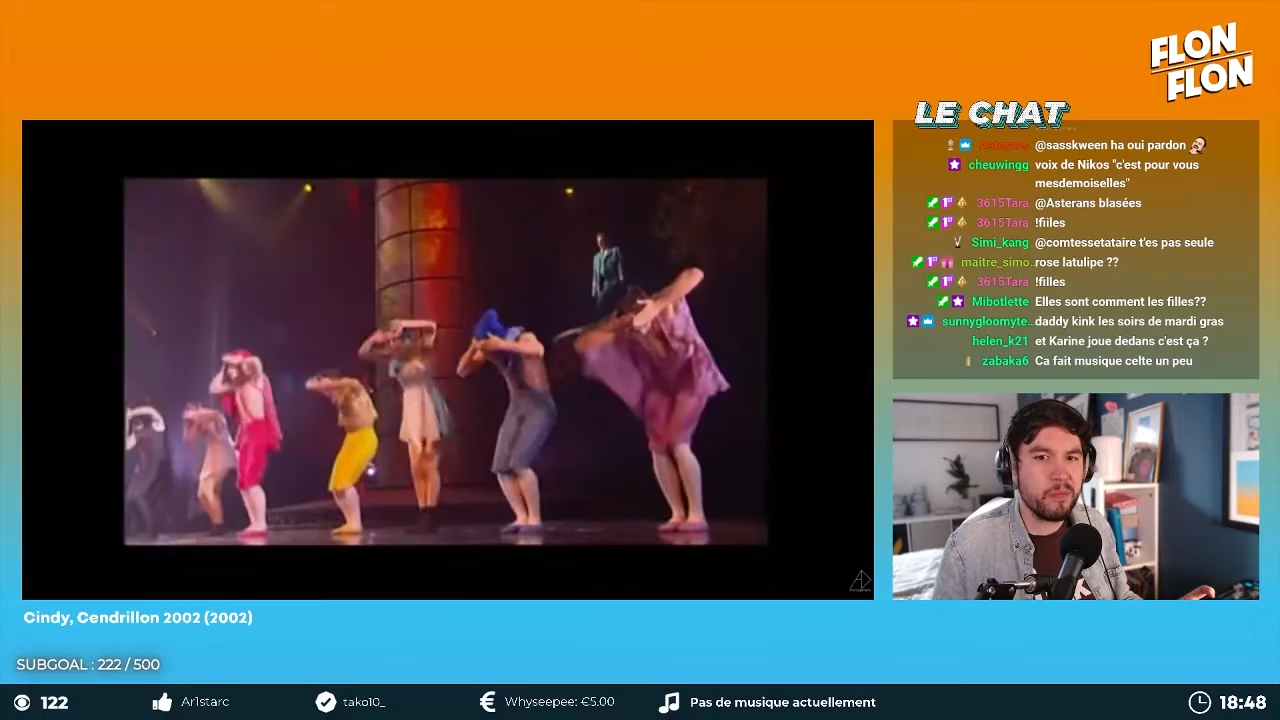 FLON
FLON
LE CHAT
@sasskween ha oui pardon
cheuwingg voix de Nikos "c'est pour vous
mesdemoiselles"
3615Tara @Asterans blasées
3615Tara !fiiles
Simi_kang @comtessetataire t'es pas seule
maitre_simo.. rose latulipe ??
3615Tara !filles
Mibotlette Elles sont comment les filles??
sunnygloomyte.. daddy kink les soirs de mardi gras
helen_k21 et Karine joue dedans c'est ça ?
zabaka6 Ca fait musique celte un peu
Cindy, Cendrillon 2002 (2002)
SUBGOAL : 222 / 500
122 Ar1starc tako10_ € Whyseepee: €5.00 Pas de musique actuellement 18:48